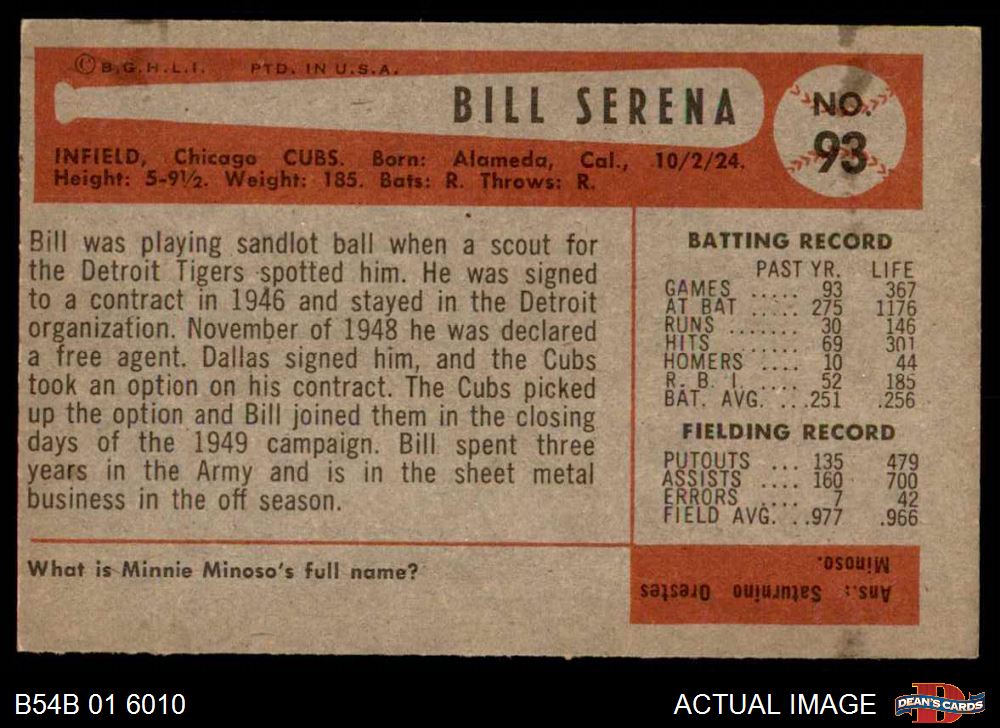 © B.G.H.L.I. PTD. IN U.S.A.
BILL SERENA
NO.
93
INFIELD, Chicago CUBS. Born: Alameda, Cal., 10/2/24.
Height: 5-9½. Weight: 185. Bats: R. Throws: R.
Bill was playing sandlot ball when a scout for
the Detroit Tigers spotted him. He was signed
to a contract in 1946 and stayed in the Detroit
organization. November of 1948 he was declared
a free agent. Dallas signed him, and the Cubs
took an option on his contract. The Cubs picked
up the option and Bill joined them in the closing
days of the 1949 campaign. Bill spent three
years in the Army and is in the sheet metal
business in the off season.
BATTING RECORD
PAST YR. LIFE
GAMES ..... 93 367
AT BAT ..... 275 1176
RUNS ....... 30 146
HITS ...... 69 301
HOMERS .... 10 44
R. B. I. .... 52 185
BAT. AVG. ...251 .256
FIELDING RECORD
PUTOUTS ... 135 479
ASSISTS .... 160 700
ERRORS .... 7 42
FIELD AVG. ..977 .966
What is Minnie Minoso's full name?
Ans.: Saturnino Orestes
Minoso.
B54B 01 6010
ACTUAL IMAGE
DEAN'S CARDS